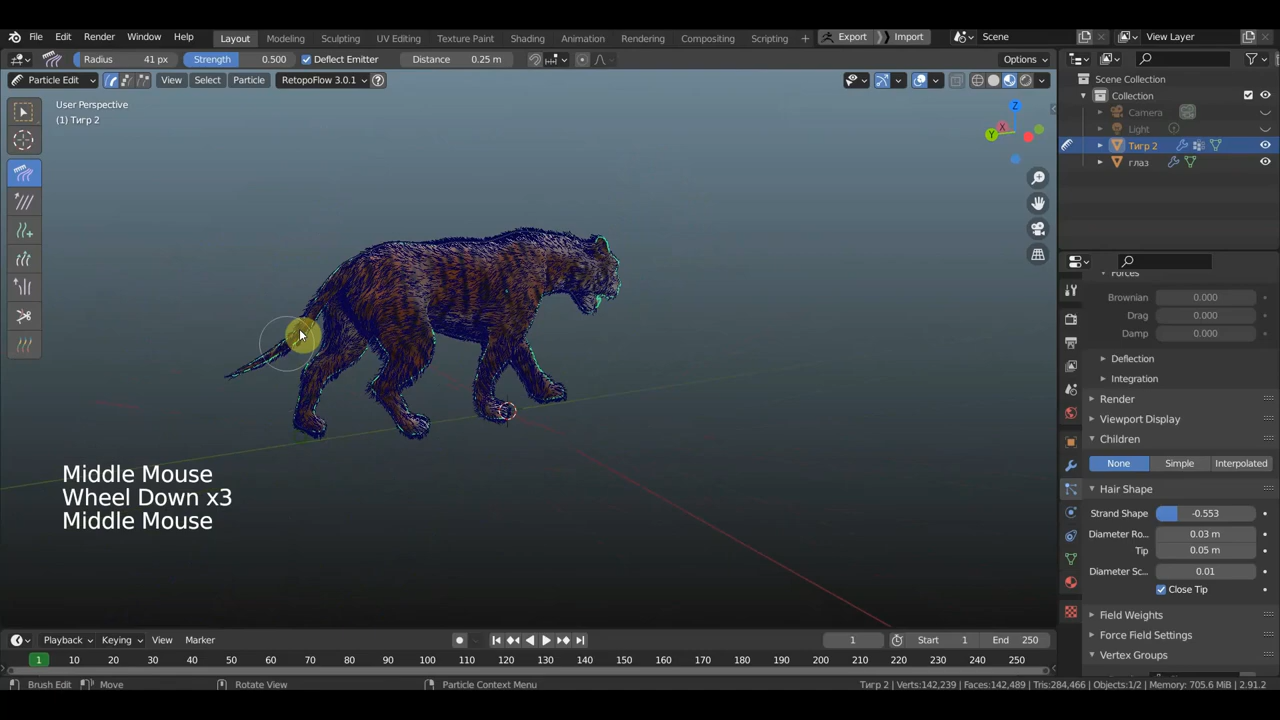 File Edit Render Window Help Layout Modeling Sculpting UV Editing Texture Paint Shading Animation Rendering Compositing Scripting + Export Import Scene View Layer
Radius 41 px Strength 0.500 Deflect Emitter Distance 0.25 m Options
Particle Edit View Select Particle RetopoFlow 3.0.1
Scene Collection
Collection
Camera
Light
Тигр 2
глаз
User Perspective
(1) Тигр 2
Z
X
Y
Forces
Brownian 0.000
Drag 0.000
Damp 0.000
Deflection
Integration
Render
Viewport Display
Children
None Simple Interpolated
Hair Shape
Strand Shape -0.553
Diameter Ro... 0.03 m
Tip 0.05 m
Diameter Sc... 0.01
Close Tip
Field Weights
Force Field Settings
Vertex Groups
Middle Mouse
Wheel Down x3
Middle Mouse
Playback Keying View Marker 1 Start 1 End 250
1 10 20 30 40 50 60 70 80 90 100 110 120 130 140 150 160 170 180 190 200 210 220 230 240 250
Brush Edit Move Rotate View Particle Context Menu Тигр 2 | Verts:142,239 | Faces:142,489 | Tris:284,466 | Objects:1/2 | Memory: 705.6 MiB | 2.91.2